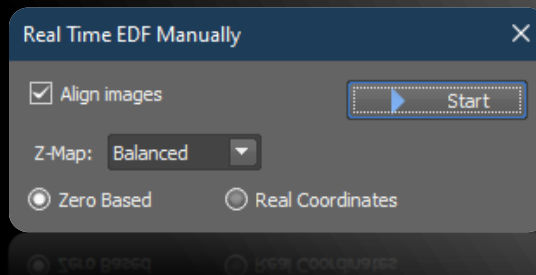 Real Time EDF Manually
Align images
Start
Z-Map: Balanced
Zero Based Real Coordinates